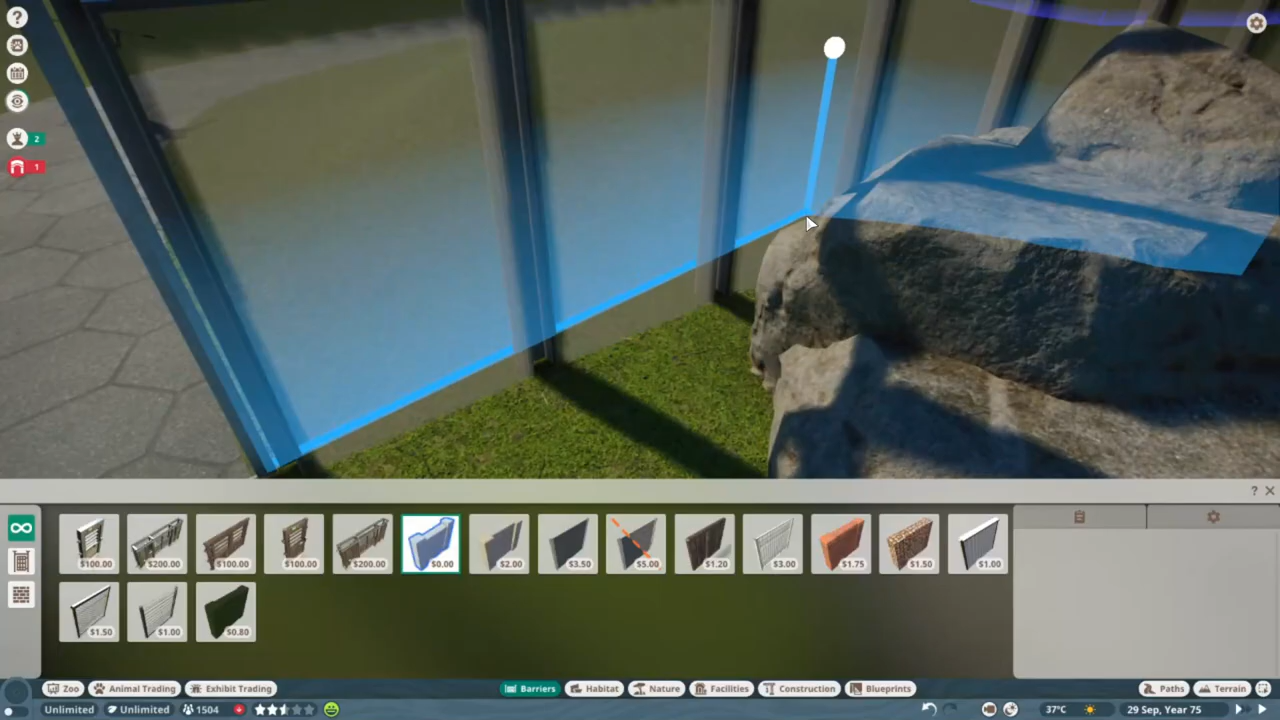 ?
2
1
? ×
$100.00 $200.00 $100.00 $100.00 $200.00 $0.00 $2.00 $3.50 $5.00 $1.20 $3.00 $1.75 $1.50 $1.00
$1.50 $1.00 $0.80
Zoo Animal Trading Exhibit Trading Barriers Habitat Nature Facilities Construction Blueprints Paths Terrain
Unlimited Unlimited 1504 37°C 29 Sep, Year 75